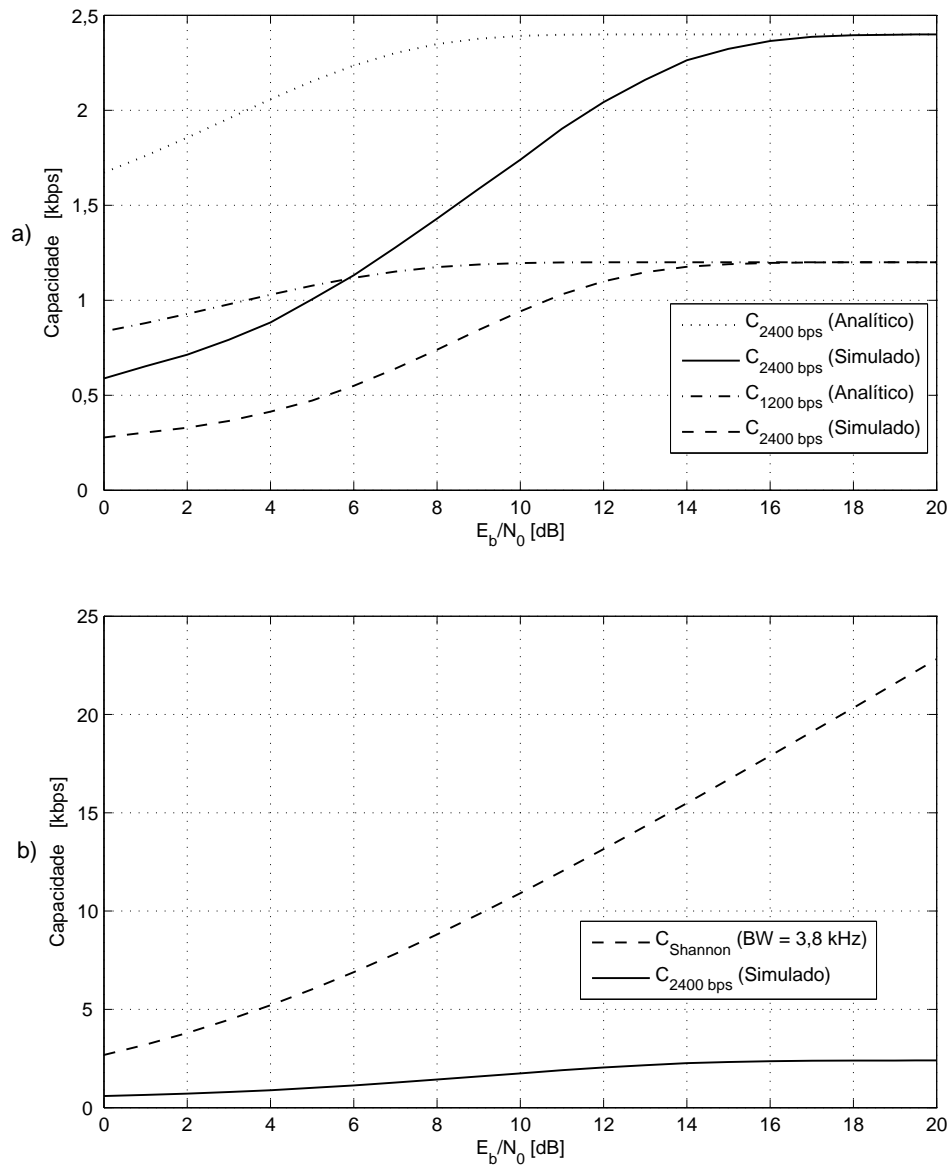 a)
Capacidade [kbps]
2,5
2
1,5
1
0,5
0
0 2 4 6 8 10 12 14 16 18 20
E_b/N_0 [dB]
C_2400 bps (Analítico)
C_2400 bps (Simulado)
C_1200 bps (Analítico)
C_2400 bps (Simulado)
b)
Capacidade [kbps]
25
20
15
10
5
0
0 2 4 6 8 10 12 14 16 18 20
E_b/N_0 [dB]
C_Shannon (BW = 3,8 kHz)
C_2400 bps (Simulado)